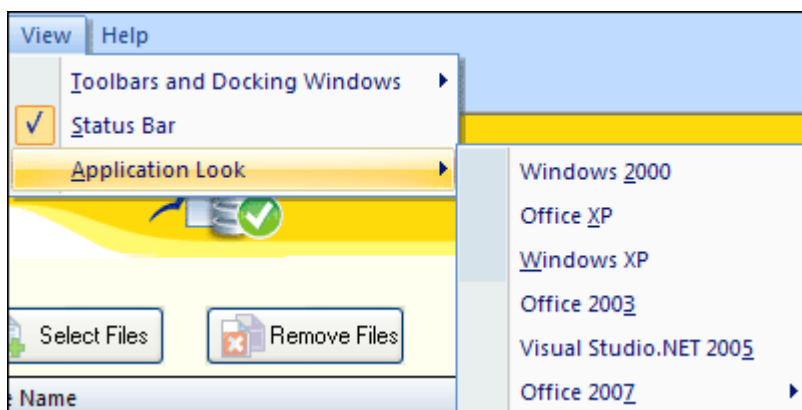 View Help
Toolbars and Docking Windows
Status Bar
Application Look
Windows 2000
Office XP
Windows XP
Office 2003
Visual Studio.NET 2005
Office 2007
Select Files
Remove Files
Name